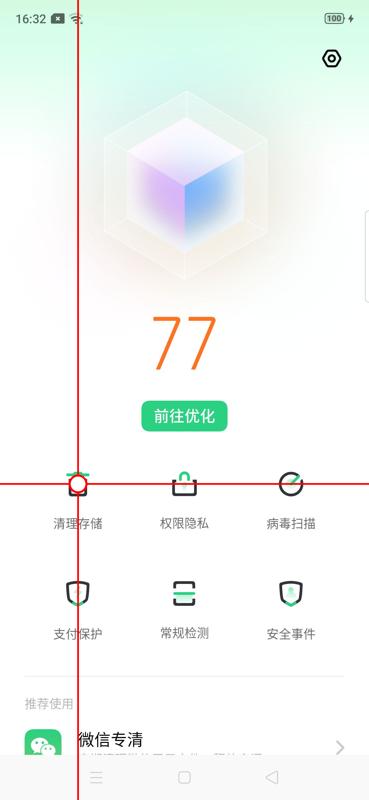 16:32
100
77
前往优化
清理存储
权限隐私
病毒扫描
支付保护
常规检测
安全事件
推荐使用
微信专清